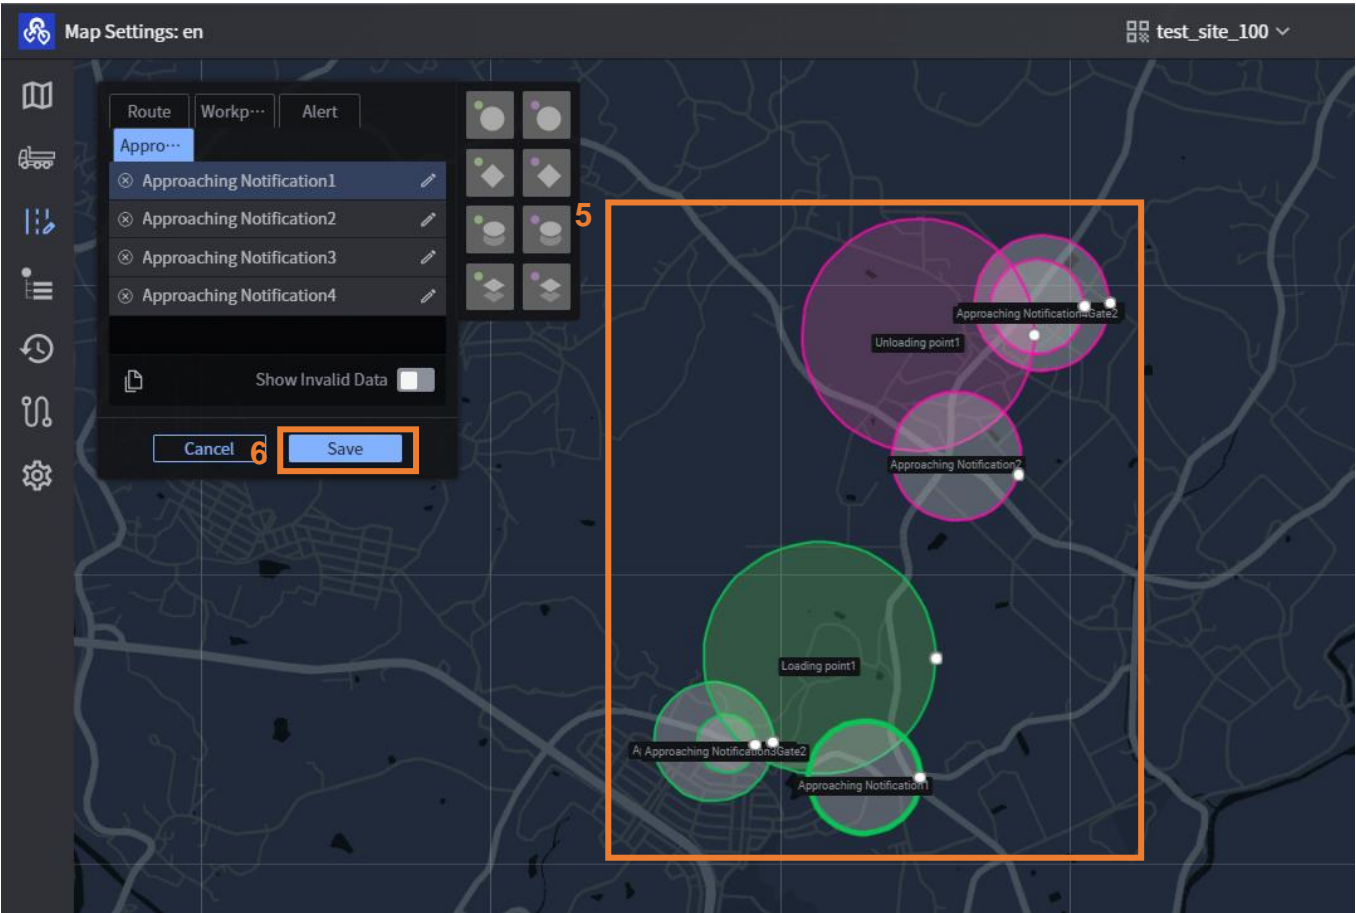 Map Settings: en
test_site_100
Route
Workp···
Alert
Appro···
Approaching Notification1
Approaching Notification2
Approaching Notification3
Approaching Notification4
Show Invalid Data
Cancel
6
Save
5
Approaching Notification4Gate2
Unloading point1
Approaching Notification2
Loading point1
Approaching Notification3Gate2
Approaching Notification1